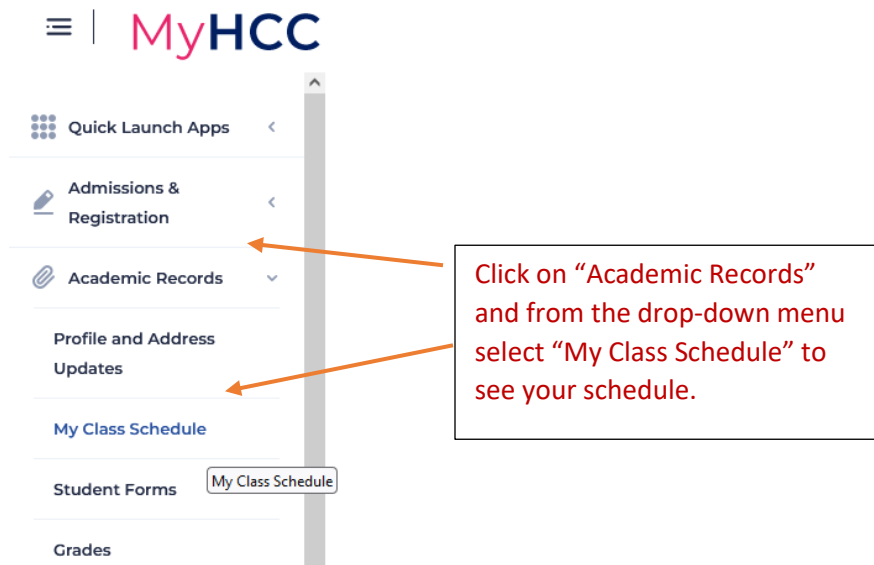 MyHCC
Quick Launch Apps
Admissions &
Registration
Academic Records
Profile and Address
Updates
My Class Schedule
Student Forms
My Class Schedule
Grades
Click on “Academic Records”
and from the drop-down menu
select “My Class Schedule” to
see your schedule.